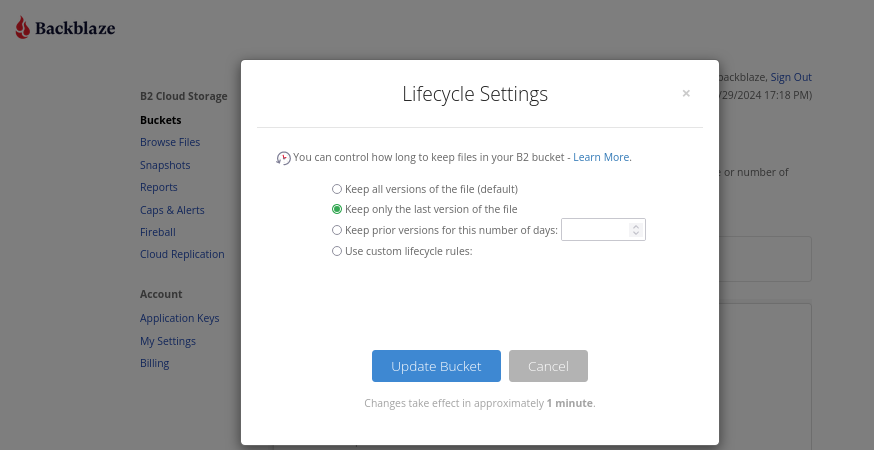 Backblaze
backblaze, Sign Out
/29/2024 17:18 PM)
B2 Cloud Storage
Buckets
Browse Files
Snapshots
Reports
Caps & Alerts
Fireball
Cloud Replication
Account
Application Keys
My Settings
Billing
e or number of
Lifecycle Settings
×
You can control how long to keep files in your B2 bucket - Learn More.
Keep all versions of the file (default)
Keep only the last version of the file
Keep prior versions for this number of days:
Use custom lifecycle rules:
Update Bucket
Cancel
Changes take effect in approximately 1 minute.